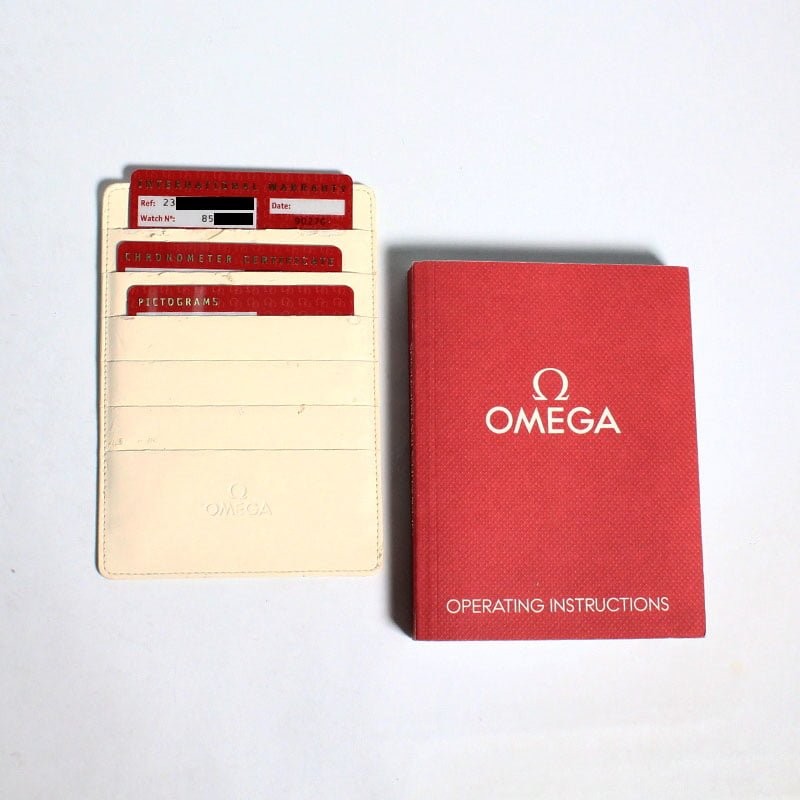 INTERNATIONAL WARRANTY
Ref: 23
Date:
Watch N°: 85
CHRONOMETER CERTIFICATE
PICTOGRAMS
Ω
OMEGA
Ω
OMEGA
OPERATING INSTRUCTIONS